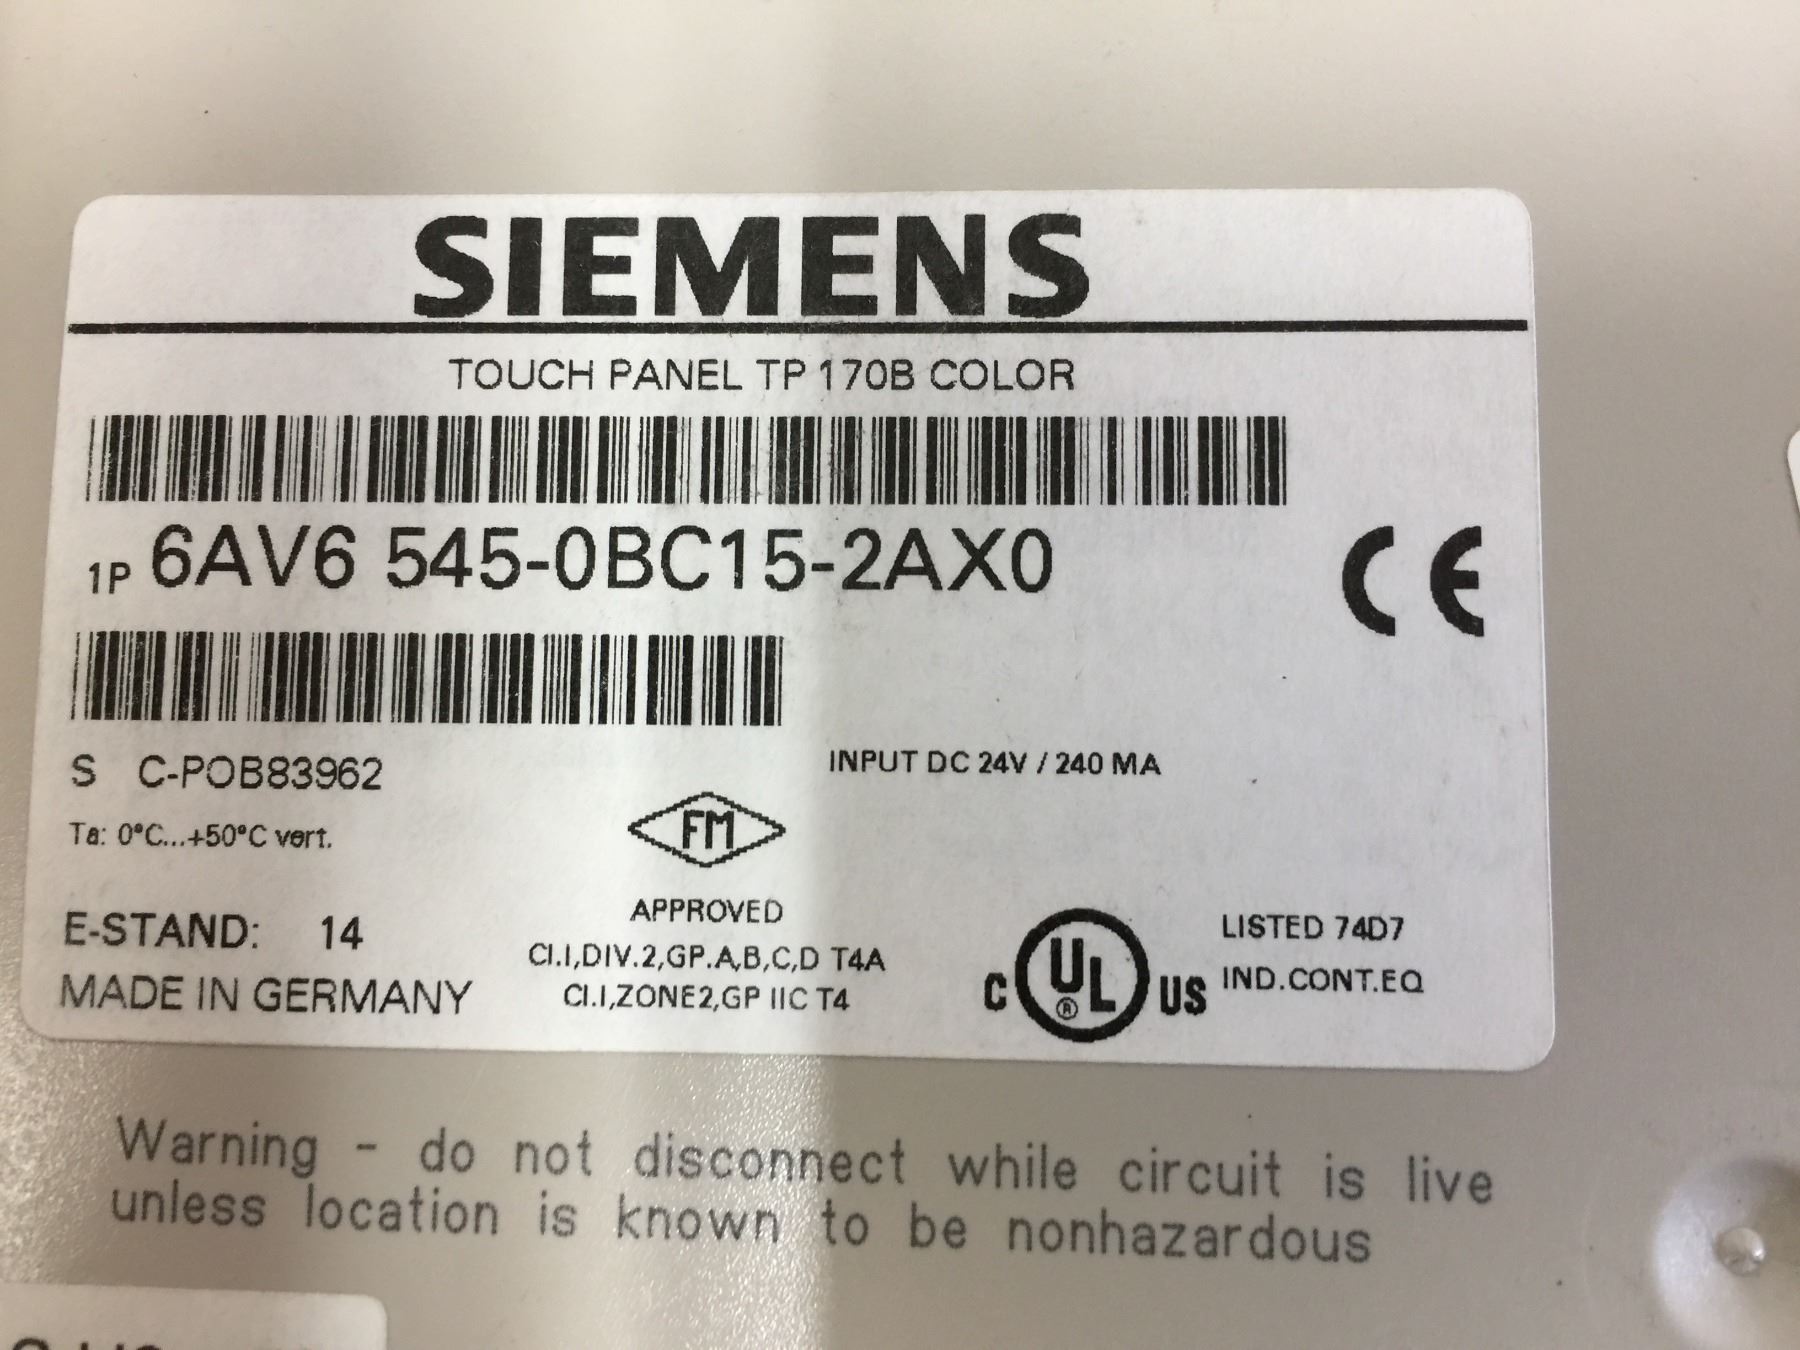 SIEMENS
TOUCH PANEL TP 170B COLOR
1P 6AV6 545-0BC15-2AX0
CE
S C-POB83962
INPUT DC 24V / 240 MA
Ta: 0°C...+50°C vert.
FM
APPROVED
CI.I,DIV.2,GP.A,B,C,D T4A
CI.I,ZONE2,GP IIC T4
E-STAND: 14
MADE IN GERMANY
C UL ® US
LISTED 74D7
IND.CONT.EQ
Warning - do not disconnect while circuit is live
unless location is known to be nonhazardous